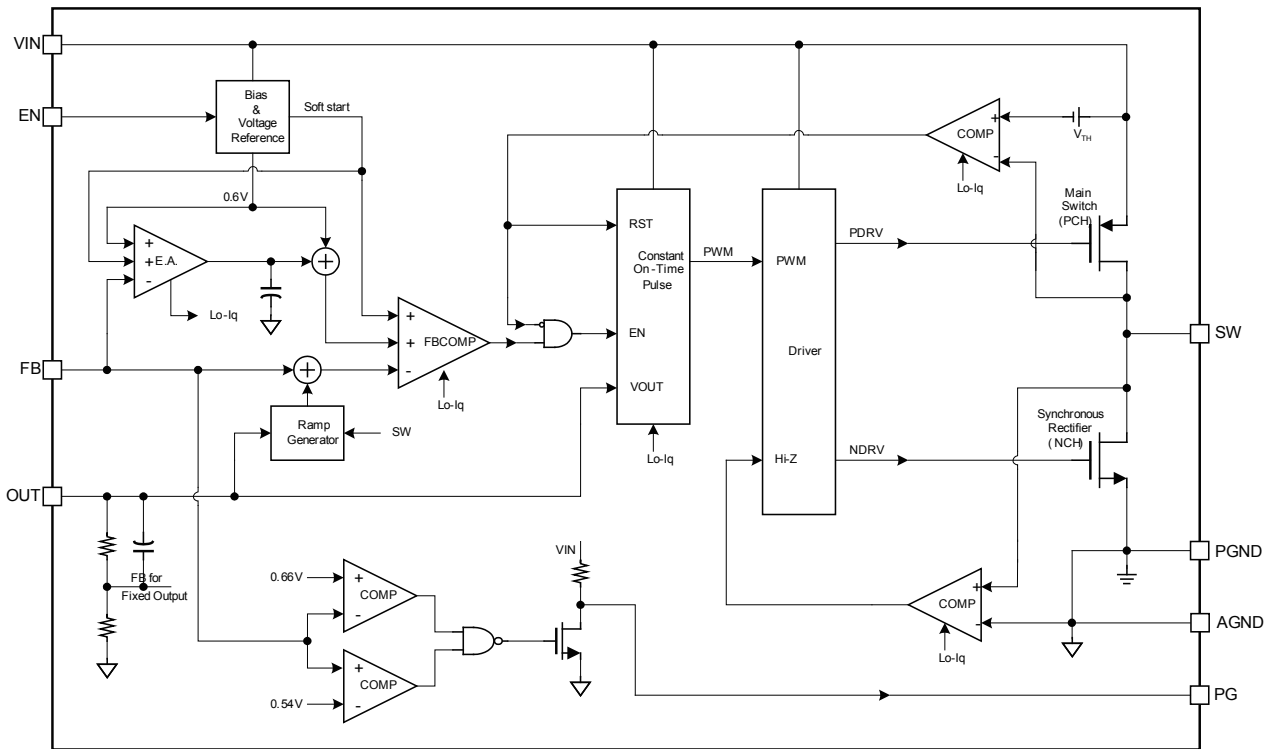 VIN
EN
Bias
&
Voltage
Reference
Soft start
0.6V
+
+ E.A.
-
Lo-Iq
+
+
+
FBCOMP
-
Lo-Iq
FB
+
Ramp
Generator
SW
OUT
FB for
Fixed Output
RST
Constant
On-Time
Pulse
EN
VOUT
Lo-Iq
PWM
PWM
Driver
Hi-Z
PDRV
NDRV
+
COMP
-
Lo-Iq
VTH
Main
Switch
(PCH)
SW
Synchronous
Rectifier
(NCH)
+
COMP
-
Lo-Iq
PGND
AGND
PG
VIN
0.66V
+
COMP
-
+
COMP
-
0.54V